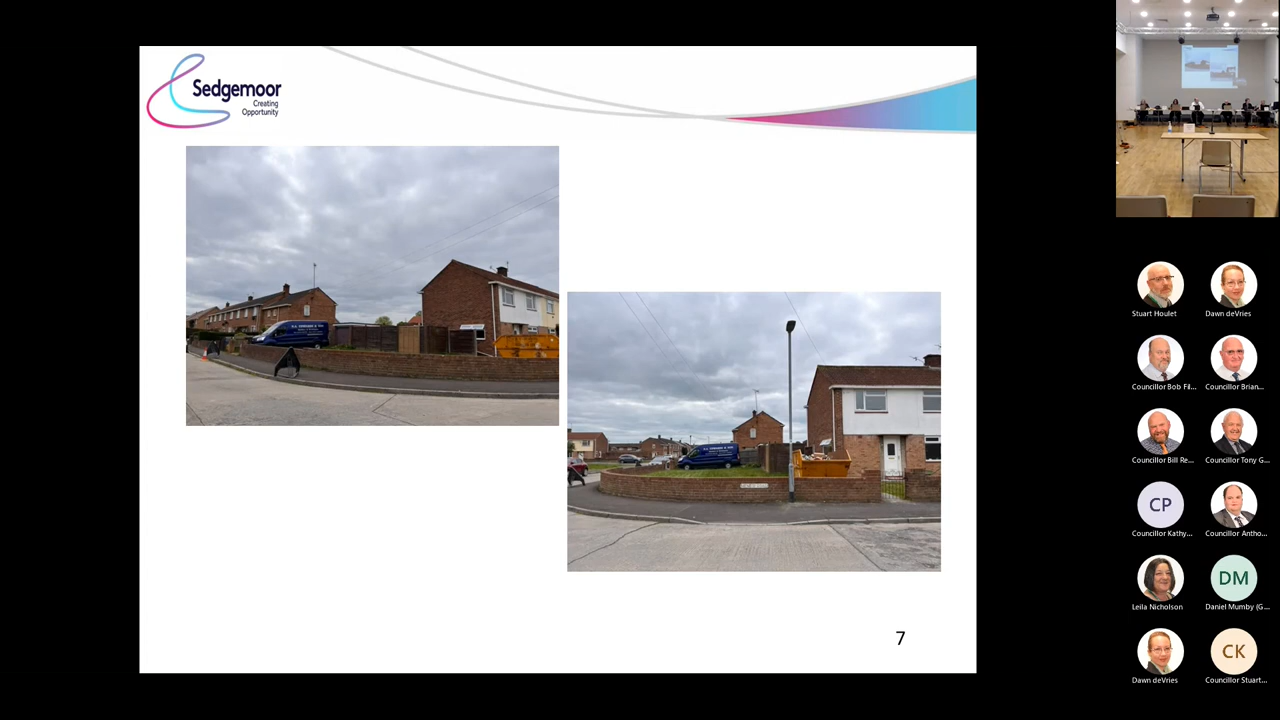 Sedgemoor
Creating
Opportunity
7
Stuart Houlet
Dawn deVries
Councillor Bob Fil...
Councillor Brian...
Councillor Bill Re...
Councillor Tony G...
CP
Councillor Kathy...
Councillor Antho...
Leila Nicholson
DM
Daniel Mumby (G...
Dawn deVries
CK
Councillor Stuart...